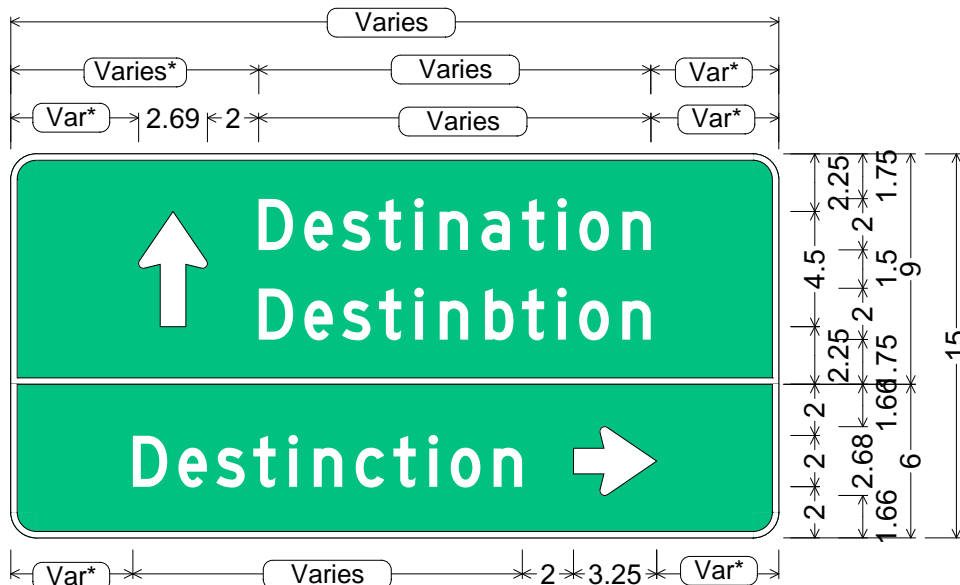 Varies
Varies* Varies Var*
Var* 2.69 2 Varies Var*
Destination
Destinbtion
Destinction
2.25 4.5 2.25 2 2 2
1.75 2 1.5 2 1.75 1.66 2.68 1.66
9 6
15
Var* Varies 2 3.25 Var*